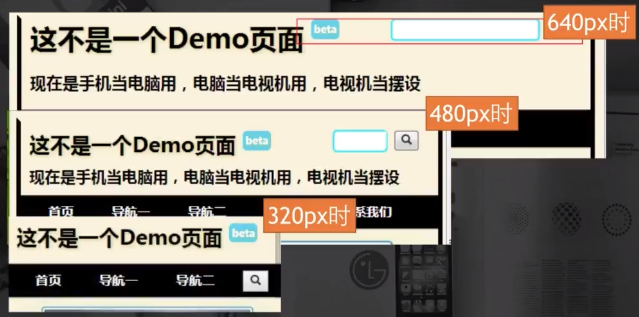 640px时
这不是一个Demo页面 beta
现在是手机当电脑用，电脑当电视机用，电视机当摆设
480px时
这不是一个Demo页面 beta
现在是手机当电脑用，电脑当电视机用，电视机当摆设
首页 导航一 导航二 系我们
320px时
这不是一个Demo页面 beta
首页 导航一 导航二
LG